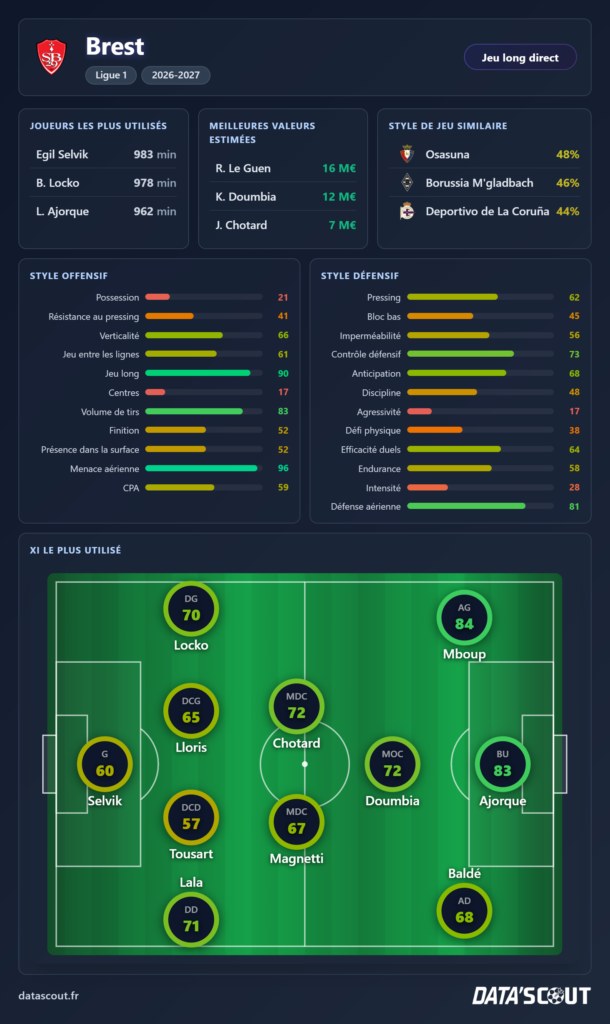 Brest
Ligue 1 2026-2027
Jeu long direct
JOUEURS LES PLUS UTILISÉS
Egil Selvik 983 min
B. Locko 978 min
L. Ajorque 962 min
MEILLEURES VALEURS
ESTIMÉES
R. Le Guen 16 M€
K. Doumbia 12 M€
J. Chotard 7 M€
STYLE DE JEU SIMILAIRE
Osasuna 48%
Borussia M'gladbach 46%
Deportivo de La Coruña 44%
STYLE OFFENSIF
Possession 21
Résistance au pressing 41
Verticalité 66
Jeu entre les lignes 61
Jeu long 90
Centres 17
Volume de tirs 83
Finition 52
Présence dans la surface 52
Menace aérienne 96
CPA 59
STYLE DÉFENSIF
Pressing 62
Bloc bas 45
Imperméabilité 56
Contrôle défensif 73
Anticipation 68
Discipline 48
Agressivité 17
Défi physique 38
Efficacité duels 64
Endurance 58
Intensité 28
Défense aérienne 81
XI LE PLUS UTILISÉ
DG
70
Locko
AG
84
Mboup
DCG
65
Lloris
MDC
72
Chotard
G
60
Selvik
MOC
72
Doumbia
BU
83
Ajorque
DCD
57
Tousart
MDC
67
Magnetti
Lala
DD
71
Baldé
AD
68
datascout.fr
DATA'SCOUT